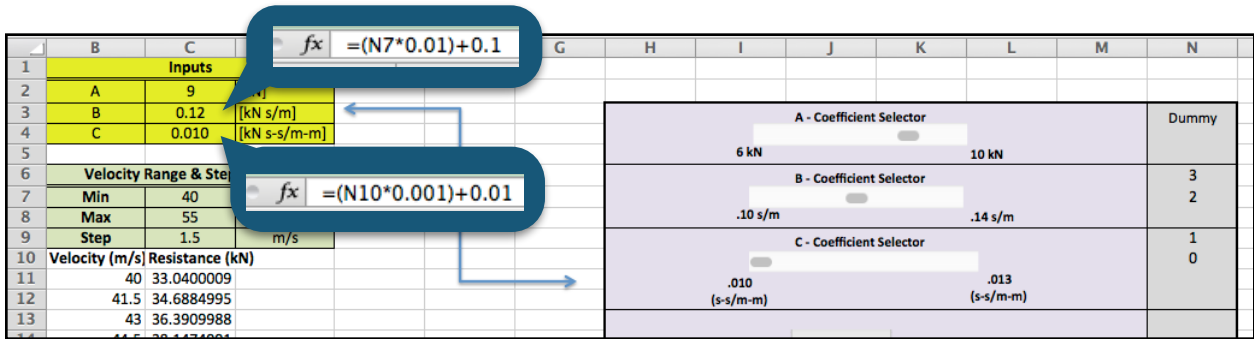 fx =(N7*0.01)+0.1
B C G H I J K L M N
1 Inputs
2 A 9
3 B 0.12 [kN s/m] A - Coefficient Selector Dummy
4 C 0.010 [kN s-s/m-m]
5 6 kN 10 kN
6 Velocity Range & Step B - Coefficient Selector 3
fx =(N10*0.001)+0.01
7 Min 40 2
8 Max 55 .10 s/m .14 s/m
9 Step 1.5 m/s C - Coefficient Selector 1
10 Velocity (m/s) Resistance (kN) 0
11 40 33.0400009 .010 .013
12 41.5 34.6884995 (s-s/m-m) (s-s/m-m)
13 43 36.3909988